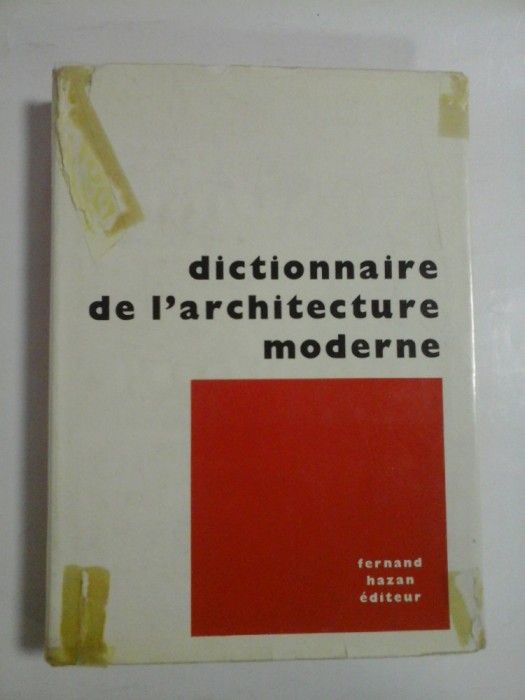 dictionnaire
de l'architecture
moderne
fernand
hazan
éditeur